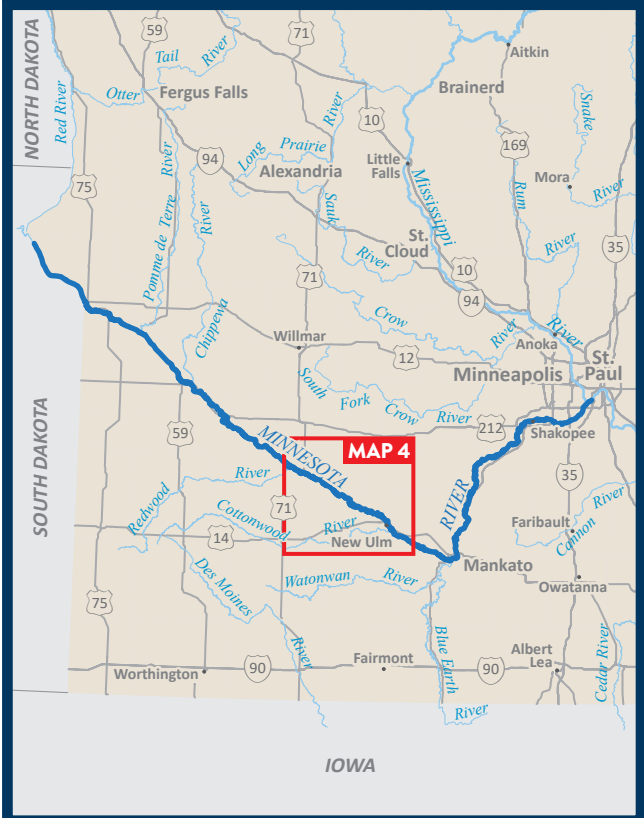 59
71
Aitkin
Tail
River
Otter
Fergus Falls
Brainerd
NORTH DAKOTA
Red River
River
10
Snake
Prairie
Long
169
Little
Falls
94
Alexandria
Mora
75
River
River
Mississippi
Rum
River
Pomme de Terre
Sauk
St.
Cloud
35
River
River
71
10
94
Crow
Chippewa
River
River
Anoka
St.
Paul
Willmar
12
Minneapolis
South
Fork
Crow
River
212
Shakopee
59
MAP 4
MINNESOTA
RIVER
35
SOUTH DAKOTA
River
Redwood
71
Cottonwood
River
14
New Ulm
River
Faribault
Cannon
Mankato
Des Moines
Watonwan
River
Owatanna
75
Blue Earth
Cedar River
River
Albert
Lea
Fairmont
Worthington
90
90
River
IOWA